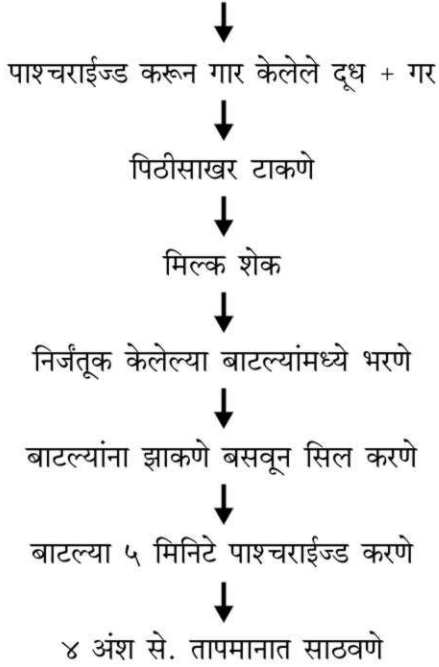 पाश्चराईज्ड करून गार केलेले दूध + गर
पिठीसाखर टाकणे
मिल्क शेक
निर्जंतूक केलेल्या बाटल्यांमध्ये भरणे
बाटल्यांना झाकणे बसवून सिल करणे
बाटल्या ५ मिनिटे पाश्चराईज्ड करणे
४ अंश से. तापमानात साठवणे